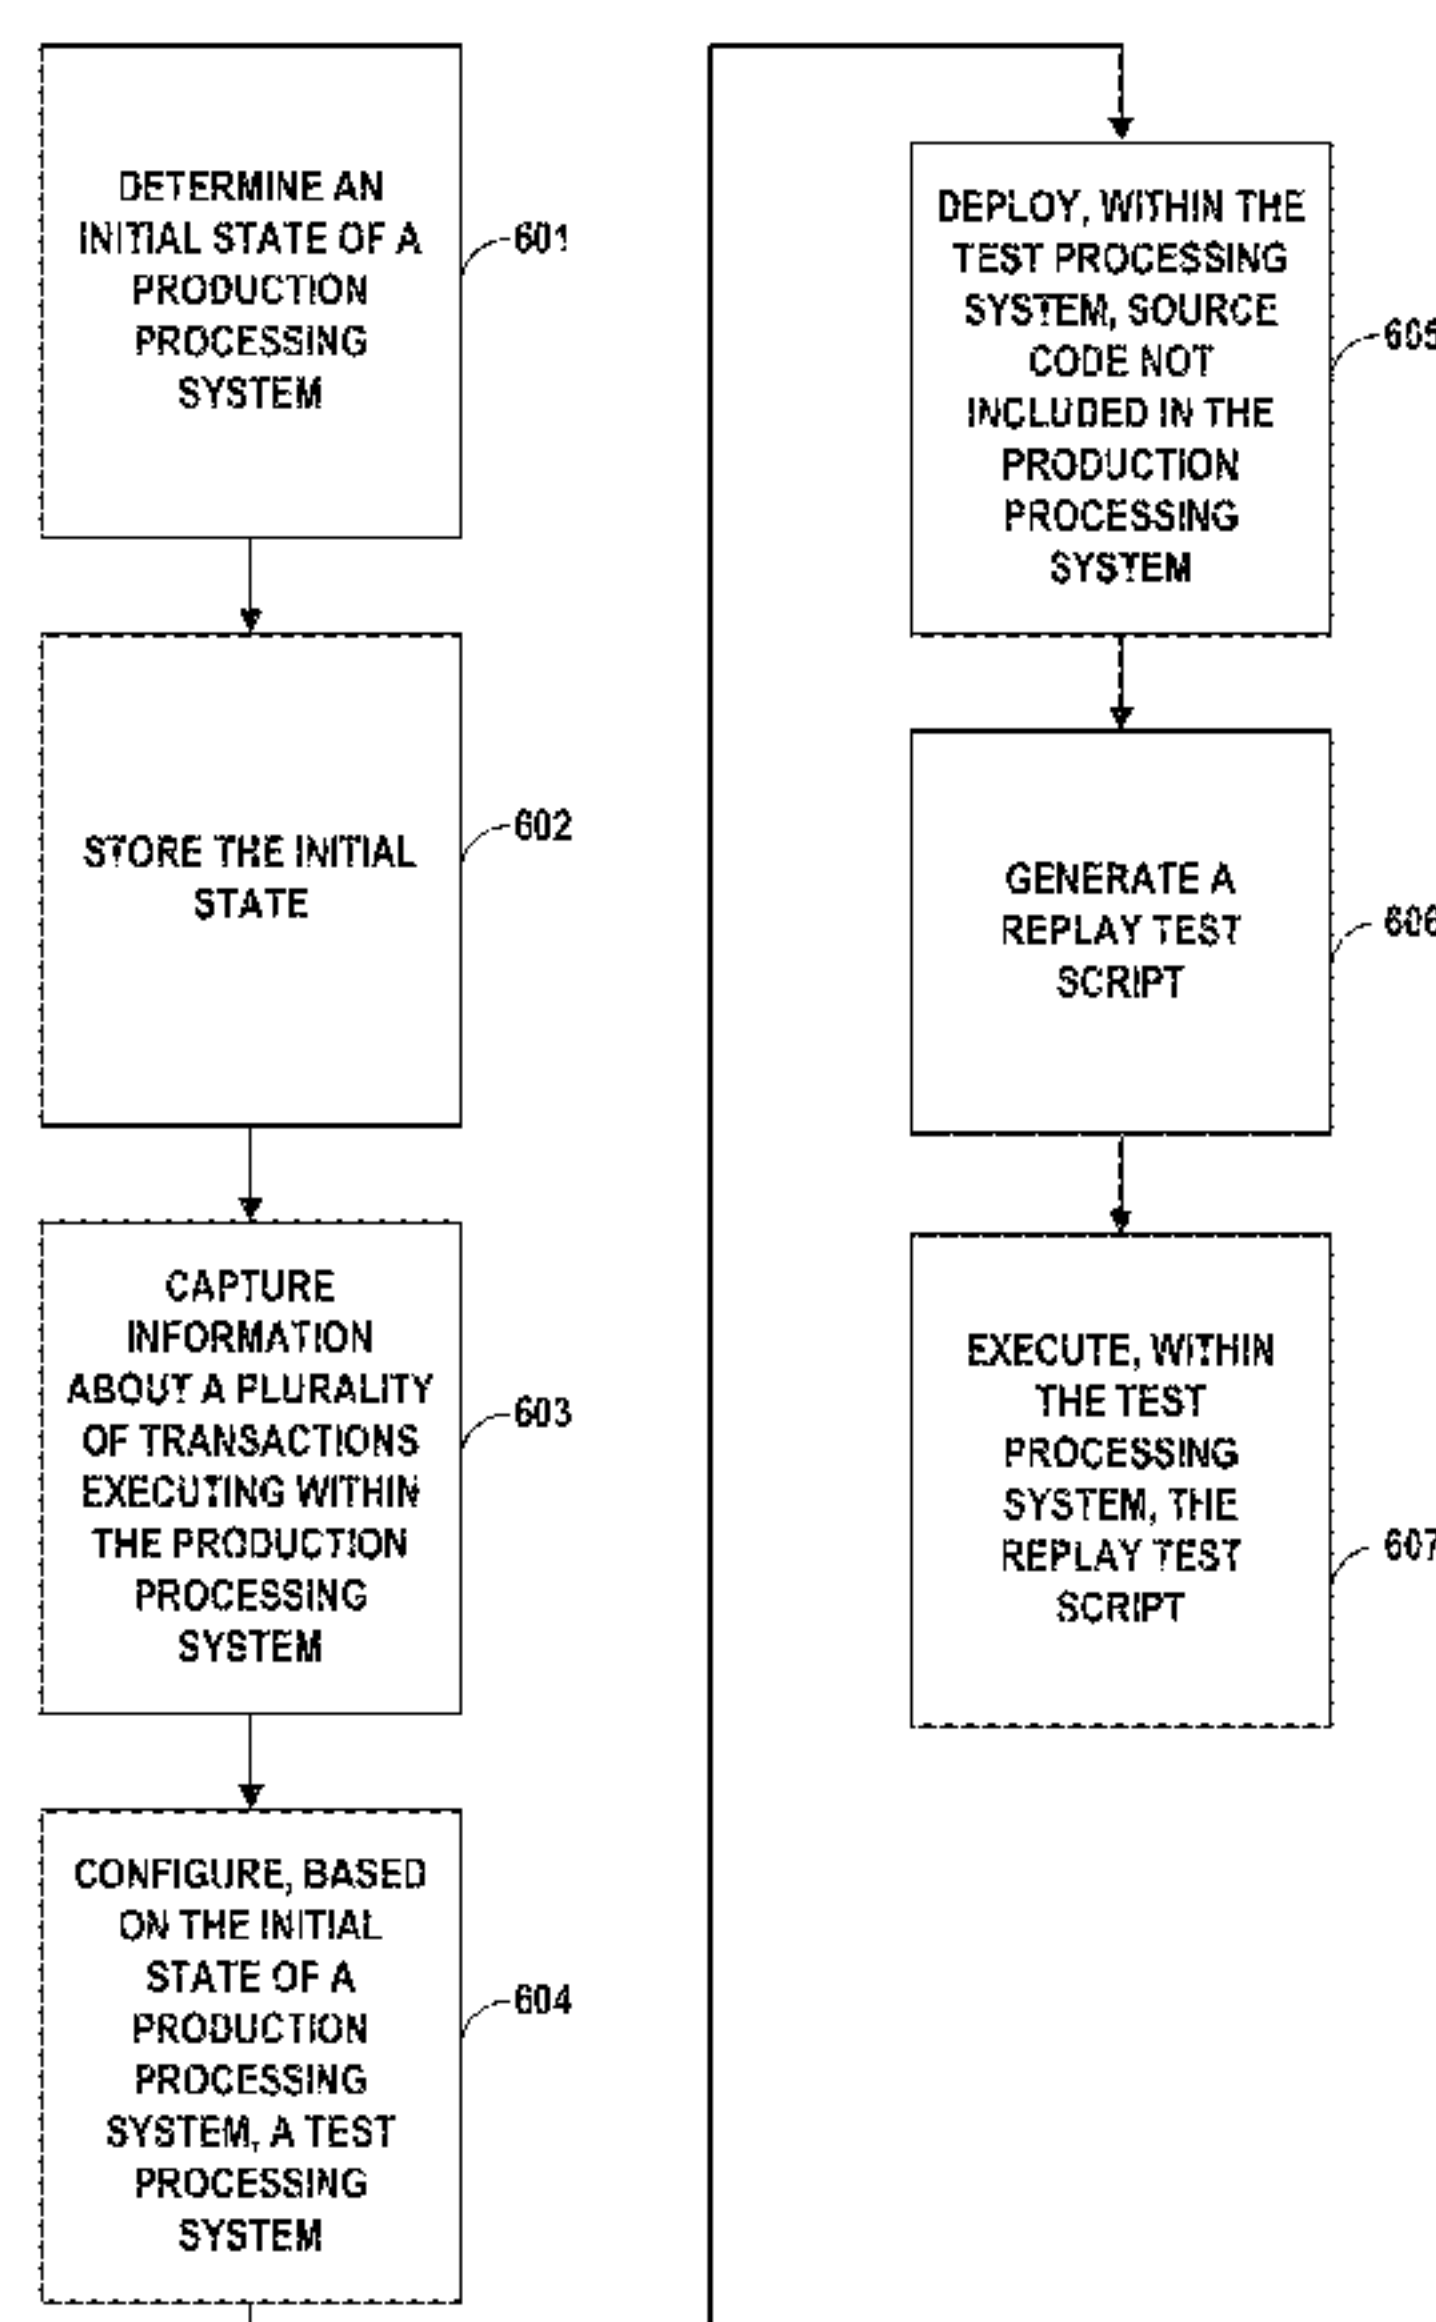 DETERMINE AN
INITIAL STATE OF A
PRODUCTION
PROCESSING
SYSTEM
601
STORE THE INITIAL
STATE
602
CAPTURE
INFORMATION
ABOUT A PLURALITY
OF TRANSACTIONS
EXECUTING WITHIN
THE PRODUCTION
PROCESSING
SYSTEM
603
CONFIGURE, BASED
ON THE INITIAL
STATE OF A
PRODUCTION
PROCESSING
SYSTEM, A TEST
PROCESSING
SYSTEM
604
DEPLOY, WITHIN THE
TEST PROCESSING
SYSTEM, SOURCE
CODE NOT
INCLUDED IN THE
PRODUCTION
PROCESSING
SYSTEM
605
GENERATE A
REPLAY TEST
SCRIPT
606
EXECUTE, WITHIN
THE TEST
PROCESSING
SYSTEM, THE
REPLAY TEST
SCRIPT
607